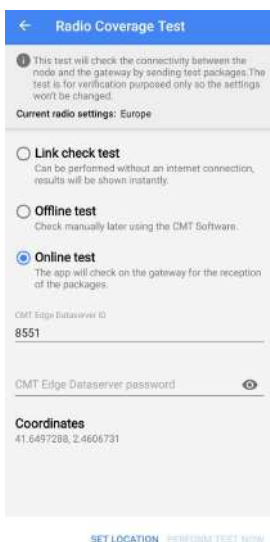 Radio Coverage Test
This test will check the connectivity between the
node and the gateway by sending test packages.The
test is for verification purposed only so the settings
won't be changed.
Current radio settings: Europe
Link check test
Can be performed without an internet connection,
results will be shown instantly.
Offline test
Check manually later using the CMT Software.
Online test
The app will check on the gateway for the reception
of the packages.
CMT Edge Dataserver ID
8551
CMT Edge Dataserver password
Coordinates
41.6497288, 2.4606731
SET LOCATION PERFORM TEST NOW